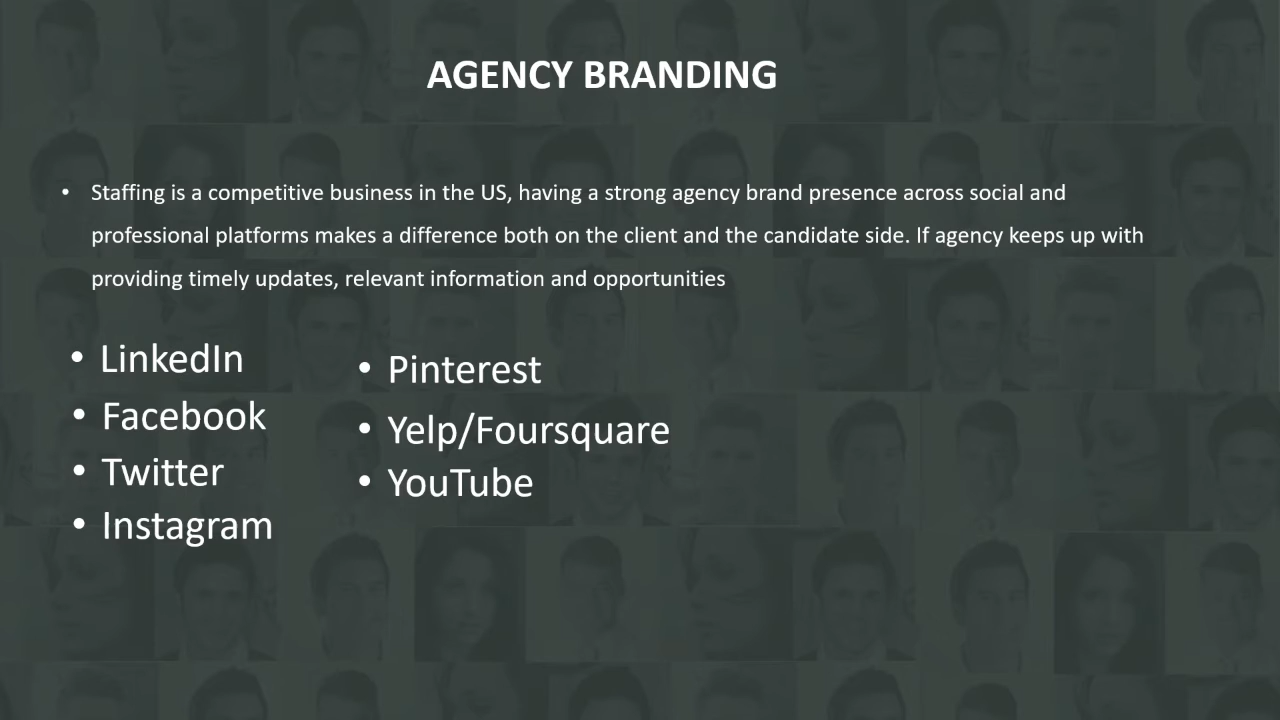 AGENCY BRANDING
• Staffing is a competitive business in the US, having a strong agency brand presence across social and
professional platforms makes a difference both on the client and the candidate side. If agency keeps up with
providing timely updates, relevant information and opportunities
• LinkedIn
• Facebook
• Twitter
• Instagram
• Pinterest
• Yelp/Foursquare
• YouTube